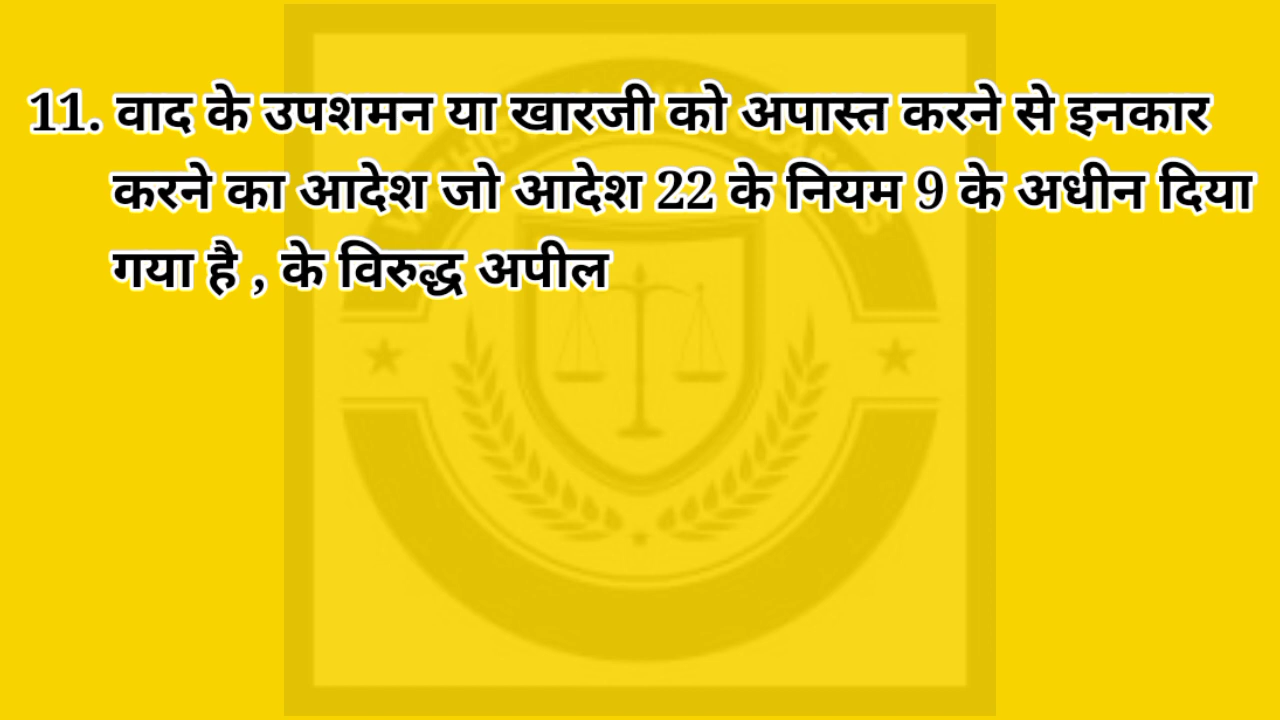 11. वाद के उपशमन या खारजी को अपास्त करने से इनकार
करने का आदेश जो आदेश 22 के नियम 9 के अधीन दिया
गया है , के विरुद्ध अपील